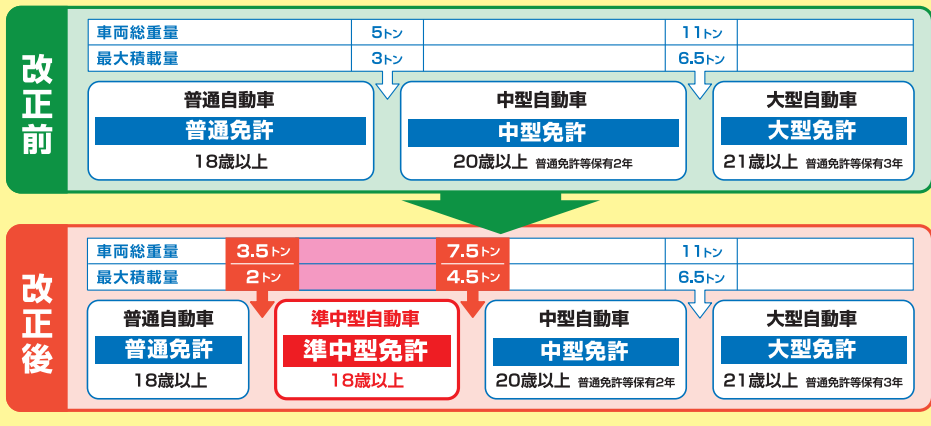 改正前
車両総重量 5トン 11トン
最大積載量 3トン 6.5トン
普通自動車 中型自動車 大型自動車
普通免許 中型免許 大型免許
18歳以上 20歳以上 普通免許等保有2年 21歳以上 普通免許等保有3年
改正後
車両総重量 3.5トン 7.5トン 11トン
最大積載量 2トン 4.5トン 6.5トン
普通自動車 準中型自動車 中型自動車 大型自動車
普通免許 準中型免許 中型免許 大型免許
18歳以上 18歳以上 20歳以上 普通免許等保有2年 21歳以上 普通免許等保有3年